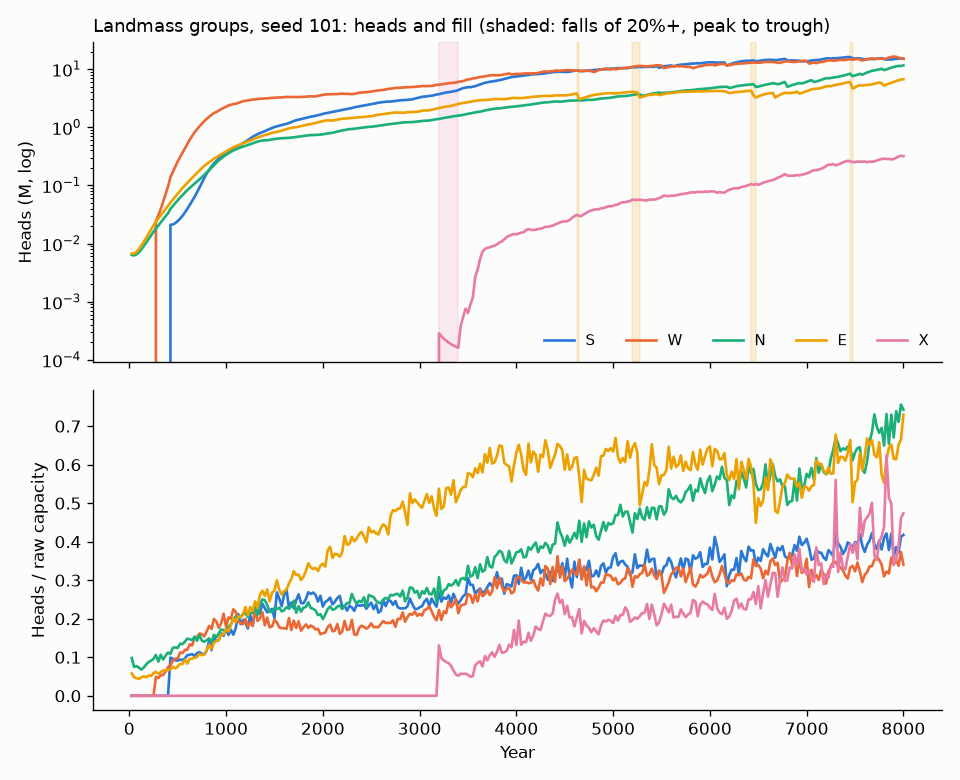 Landmass groups, seed 101: heads and fill (shaded: falls of 20%+, peak to trough)
Heads (M, log)
10¹
10⁰
10⁻¹
10⁻²
10⁻³
10⁻⁴
S W N E X
Heads / raw capacity
0.7
0.6
0.5
0.4
0.3
0.2
0.1
0.0
0 1000 2000 3000 4000 5000 6000 7000 8000
Year